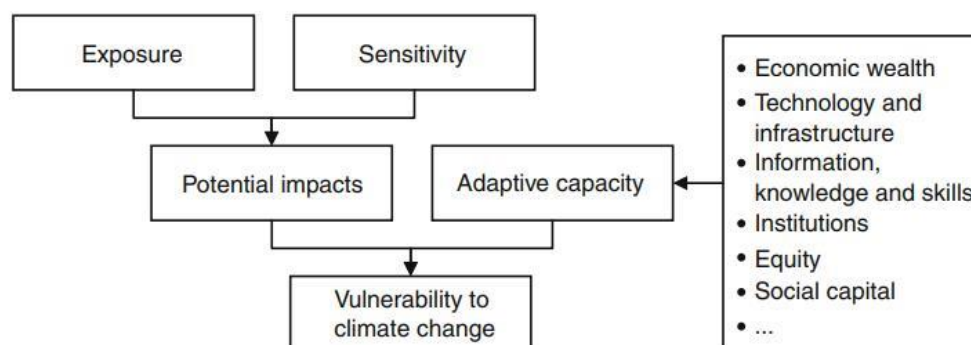 Exposure
Sensitivity
Potential impacts
Adaptive capacity
Vulnerability to
climate change
• Economic wealth
• Technology and
infrastructure
• Information,
knowledge and skills
• Institutions
• Equity
• Social capital
• ...